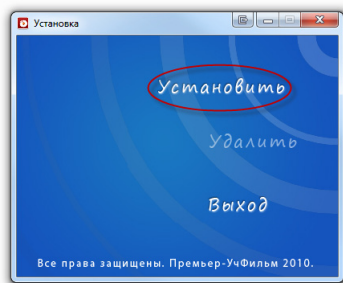 Установка
Установить
Удалить
Выход
Все права защищены. Премьер-УчФильм 2010.